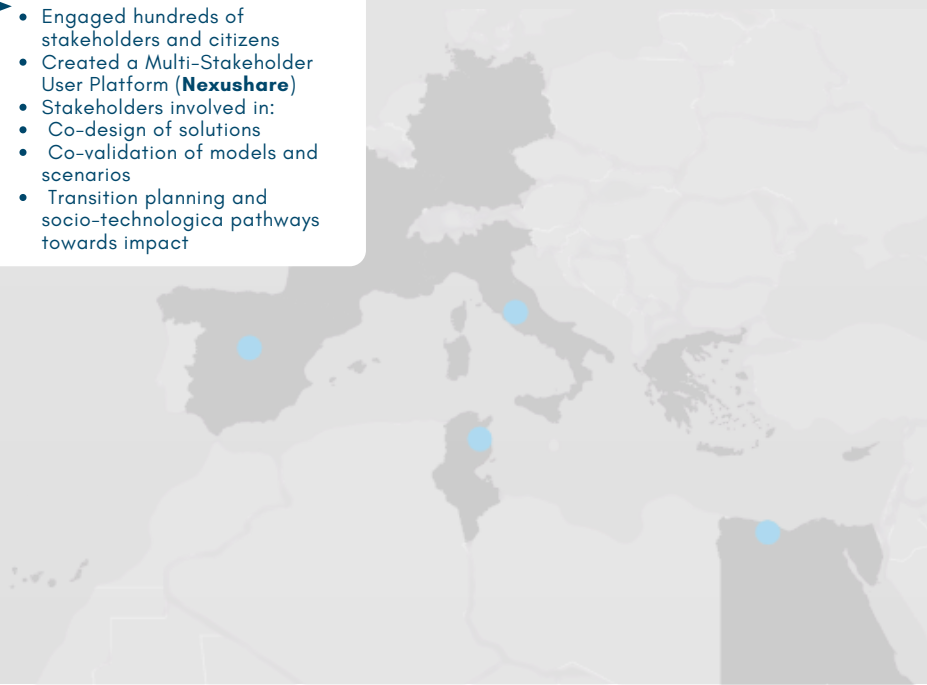 • Engaged hundreds of
stakeholders and citizens
• Created a Multi-Stakeholder
User Platform (Nexushare)
• Stakeholders involved in:
• Co-design of solutions
• Co-validation of models and
scenarios
• Transition planning and
socio-technologica pathways
towards impact